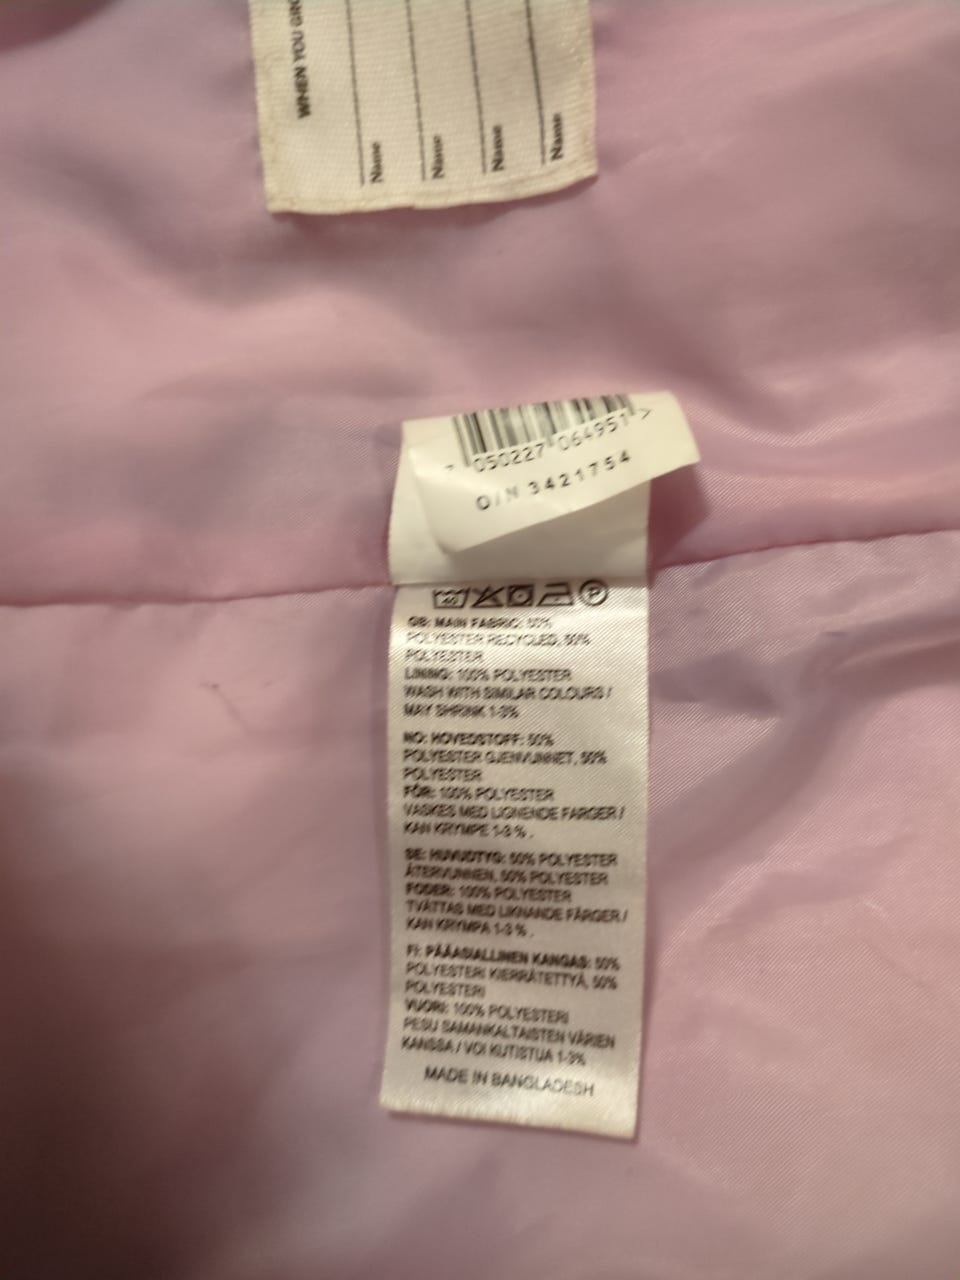 WHEN YOU GRO
Name
Name
Name
Name
7 050227 064951 >
O/N 3421754
40
P
GB: MAIN FABRIC: 50%
POLYESTER RECYCLED, 50%
POLYESTER
LINING: 100% POLYESTER
WASH WITH SIMILAR COLOURS /
MAY SHRINK 1-3%
NO: HOVEDSTOFF: 50%
POLYESTER GJENVUNNET, 50%
POLYESTER
FÔR: 100% POLYESTER
VASKES MED LIGNENDE FARGER /
KAN KRYMPE 1-3 % .
SE: HUVUDTYG: 50% POLYESTER
ÅTERVUNNEN, 50% POLYESTER
FODER: 100% POLYESTER
TVÄTTAS MED LIKNANDE FÄRGER /
KAN KRYMPA 1-3 % .
FI: PÄÄASIALLINEN KANGAS: 50%
POLYESTERI KIERRÄTETTYÄ, 50%
POLYESTERI
VUORI: 100% POLYESTERI
PESU SAMANKALTAISTEN VÄRIEN
KANSSA / VOI KUTISTUA 1-3%
MADE IN BANGLADESH